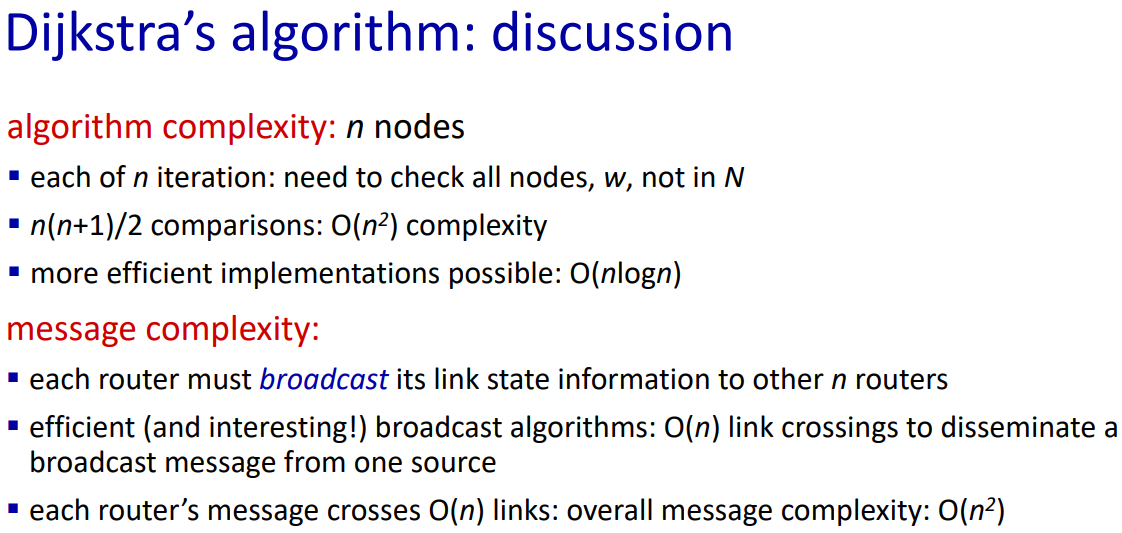 Dijkstra’s algorithm: discussion
algorithm complexity: n nodes
▪ each of n iteration: need to check all nodes, w, not in N
▪ n(n+1)/2 comparisons: O(n²) complexity
▪ more efficient implementations possible: O(nlogn)
message complexity:
▪ each router must broadcast its link state information to other n routers
▪ efficient (and interesting!) broadcast algorithms: O(n) link crossings to disseminate a
broadcast message from one source
▪ each router’s message crosses O(n) links: overall message complexity: O(n²)